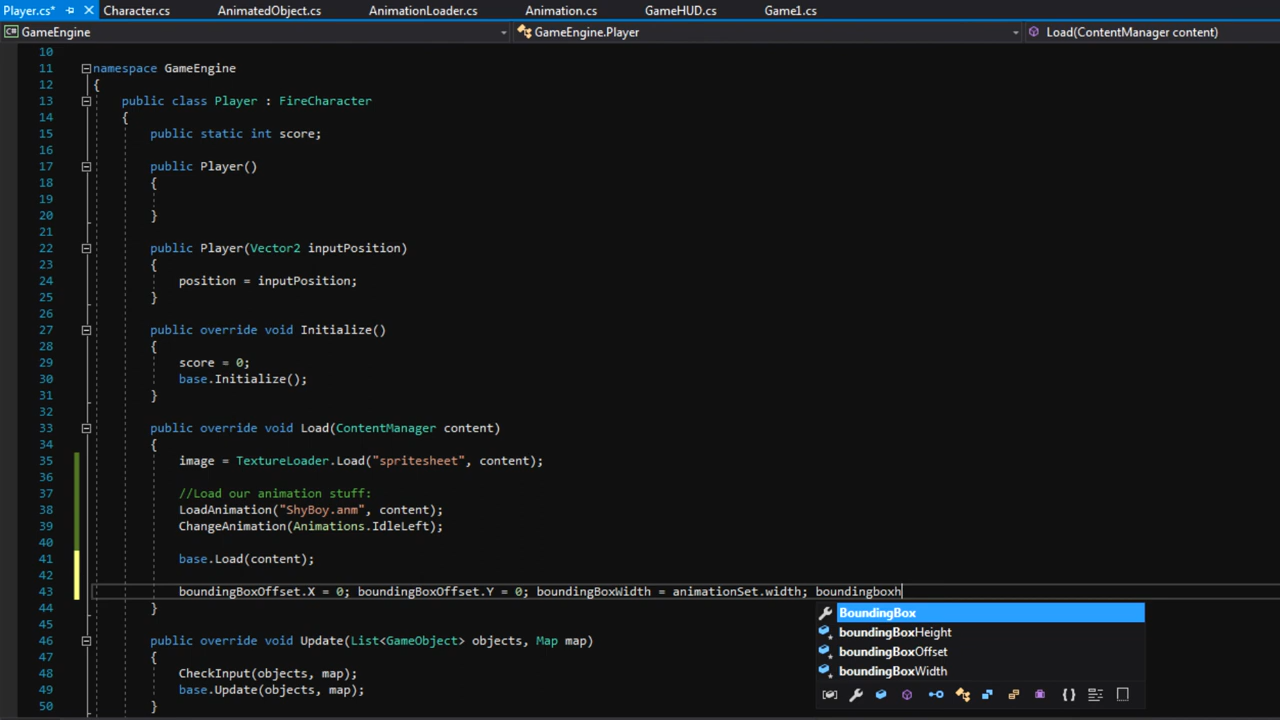 Player.cs* Character.cs AnimatedObject.cs AnimationLoader.cs Animation.cs GameHUD.cs Game1.cs
GameEngine GameEngine.Player Load(ContentManager content)
10
11 namespace GameEngine
12 {
13 public class Player : FireCharacter
14 {
15 public static int score;
16
17 public Player()
18 {
19
20 }
21
22 public Player(Vector2 inputPosition)
23 {
24 position = inputPosition;
25 }
26
27 public override void Initialize()
28 {
29 score = 0;
30 base.Initialize();
31 }
32
33 public override void Load(ContentManager content)
34 {
35 image = TextureLoader.Load("spritesheet", content);
36
37 //Load our animation stuff:
38 LoadAnimation("ShyBoy.anm", content);
39 ChangeAnimation(Animations.IdleLeft);
40
41 base.Load(content);
42
43 boundingBoxOffset.X = 0; boundingBoxOffset.Y = 0; boundingBoxWidth = animationSet.width; boundingboxh
44 }
BoundingBox
45
boundingBoxHeight
46 public override void Update(List<GameObject> objects, Map map)
boundingBoxOffset
47 {
boundingBoxWidth
48 CheckInput(objects, map);
49 base.Update(objects, map);
50 }